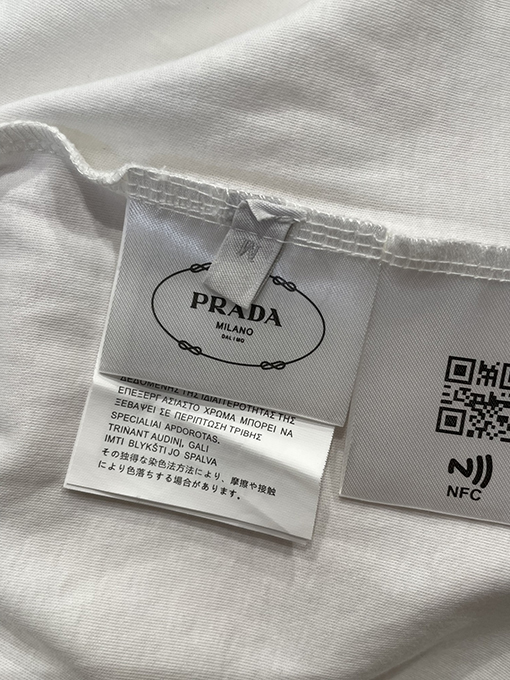 M
PRADA
MILANO
DAL 1913
ΔΕΔΟΜΕΝΗΣ ΤΗΣ ΙΔΙΑΙΤΕΡΟΤΗΤΑΣ ΤΗΣ
ΕΠΕΞΕΡΓΑΣΙΑΣΤΟ ΧΡΩΜΑ ΜΠΟΡΕΙ ΝΑ
ΞΕΒΑΨΕΙ ΣΕ ΠΕΡΙΠΤΩΣΗ ΤΡΙΒΗΣ
SPECIALIAI APDOROTAS.
TRINANT AUDINI, GALI
IMTI BLYKŠTI JO SPALVA
その独得な染色法方法により、摩擦や接触
により色落ちする場合があります。
NFC